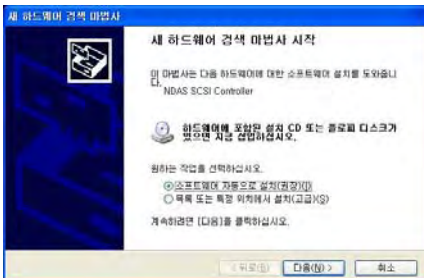 새 하드웨어 검색 마법사
새 하드웨어 검색 마법사 시작
이 마법사는 다음 하드웨어에 대한 소프트웨어 설치를 도와줍니
다.
NDAS SCSI Controller
하드웨어에 포함된 설치 CD 또는 플로피 디스크가
있으면 지금 삽입하십시오.
원하는 작업을 선택하십시오.
소프트웨어 자동으로 설치(권장)(I)
목록 또는 특정 위치에서 설치(고급)(S)
계속하려면 [다음]를 클릭하십시오.
< 뒤로(B) 다음(N) > 취소